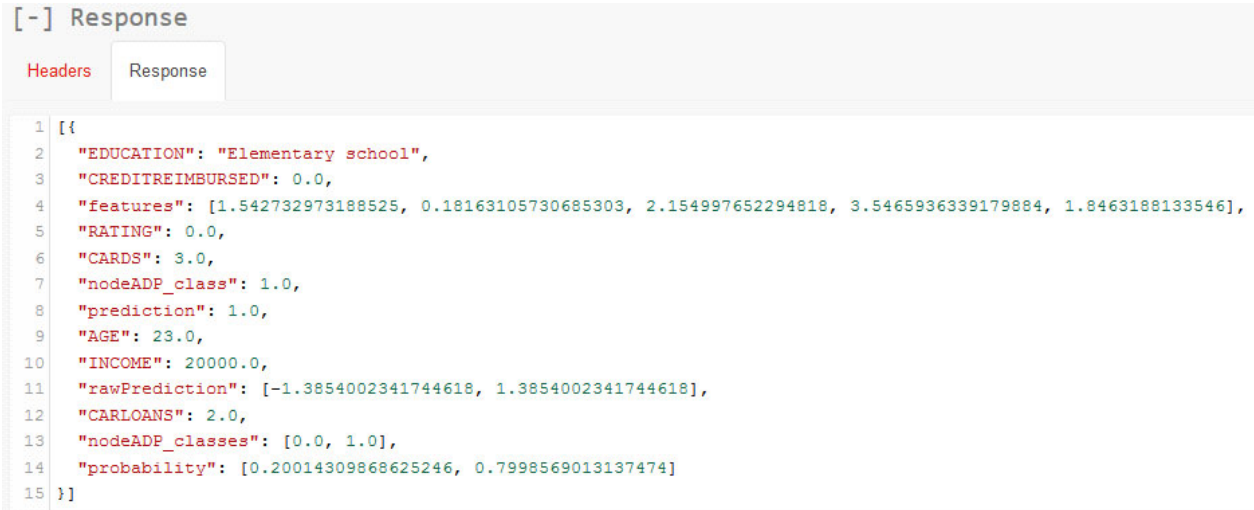 [-] Response
Headers Response
1 [{
2 "EDUCATION": "Elementary school",
3 "CREDITREIMBURSED": 0.0,
4 "features": [1.542732973188525, 0.18163105730685303, 2.154997652294818, 3.5465936339179884, 1.8463188133546],
5 "RATING": 0.0,
6 "CARDS": 3.0,
7 "nodeADP_class": 1.0,
8 "prediction": 1.0,
9 "AGE": 23.0,
10 "INCOME": 20000.0,
11 "rawPrediction": [-1.3854002341744618, 1.3854002341744618],
12 "CARLOANS": 2.0,
13 "nodeADP_classes": [0.0, 1.0],
14 "probability": [0.20014309868625246, 0.7998569013137474]
15 }]